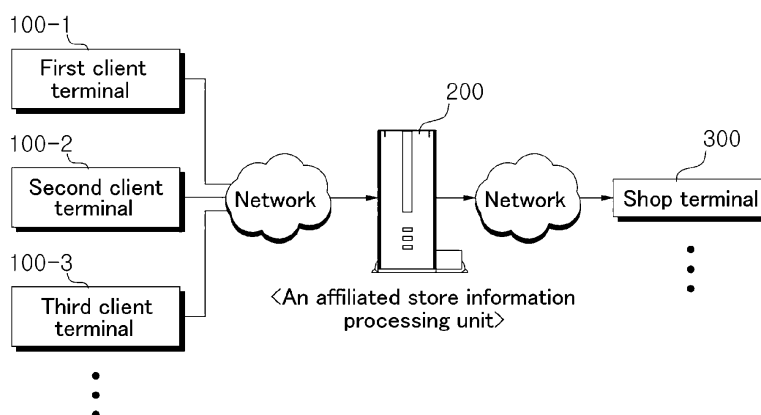 100-1
First client
terminal
100-2
Second client
terminal
100-3
Third client
terminal
Network
200
<An affiliated store information
processing unit>
Network
300
Shop terminal